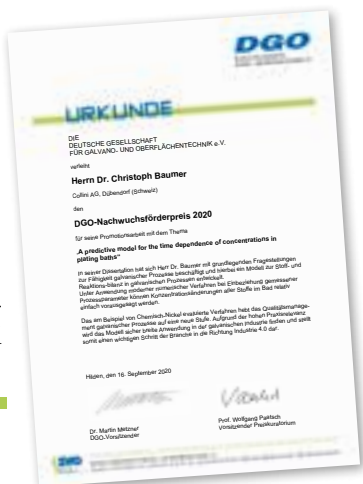 DGO
URKUNDE
DIE
DEUTSCHE GESELLSCHAFT
FÜR GALVANO- UND OBERFLÄCHENTECHNIK e.V.
verleiht
Herrn Dr. Christoph Baumer
Collini AG, Dübendorf (Schweiz)
den
DGO-Nachwuchsförderpreis 2020
für seine Promotionsarbeit mit dem Thema
„A predictive model for the time dependence of concentrations in
plating baths“
In seiner Dissertation hat sich Herr Dr. Baumer mit grundlegenden Fragestellungen
zur Fähigkeit galvanischer Prozesse beschäftigt und hierbei ein Modell zur Stoff- und
Reaktions-bilanz in galvanischen Prozessen entwickelt.
Unter Anwendung moderner numerischer Verfahren bei Einbeziehung gemessener
Prozessparameter können Konzentrationsänderungen aller Stoffe im Bad relativ
einfach vorausgesagt werden.
Das am Beispiel von Chemisch-Nickel evaluierte Verfahren hebt das Qualitätsmanage-
ment galvanischer Prozesse auf eine neue Stufe. Aufgrund der hohen Praxisrelevanz
wird das Modell sicher breite Anwendung in der galvanischen Industrie finden und stellt
somit einen wichtigen Schritt der Branche in die Richtung Industrie 4.0 dar.
Hilden, den 16. September 2020
Dr. Martin Metzner
DGO-Vorsitzender
Prof. Wolfgang Paatsch
Vorsitzender Preiskuratorium